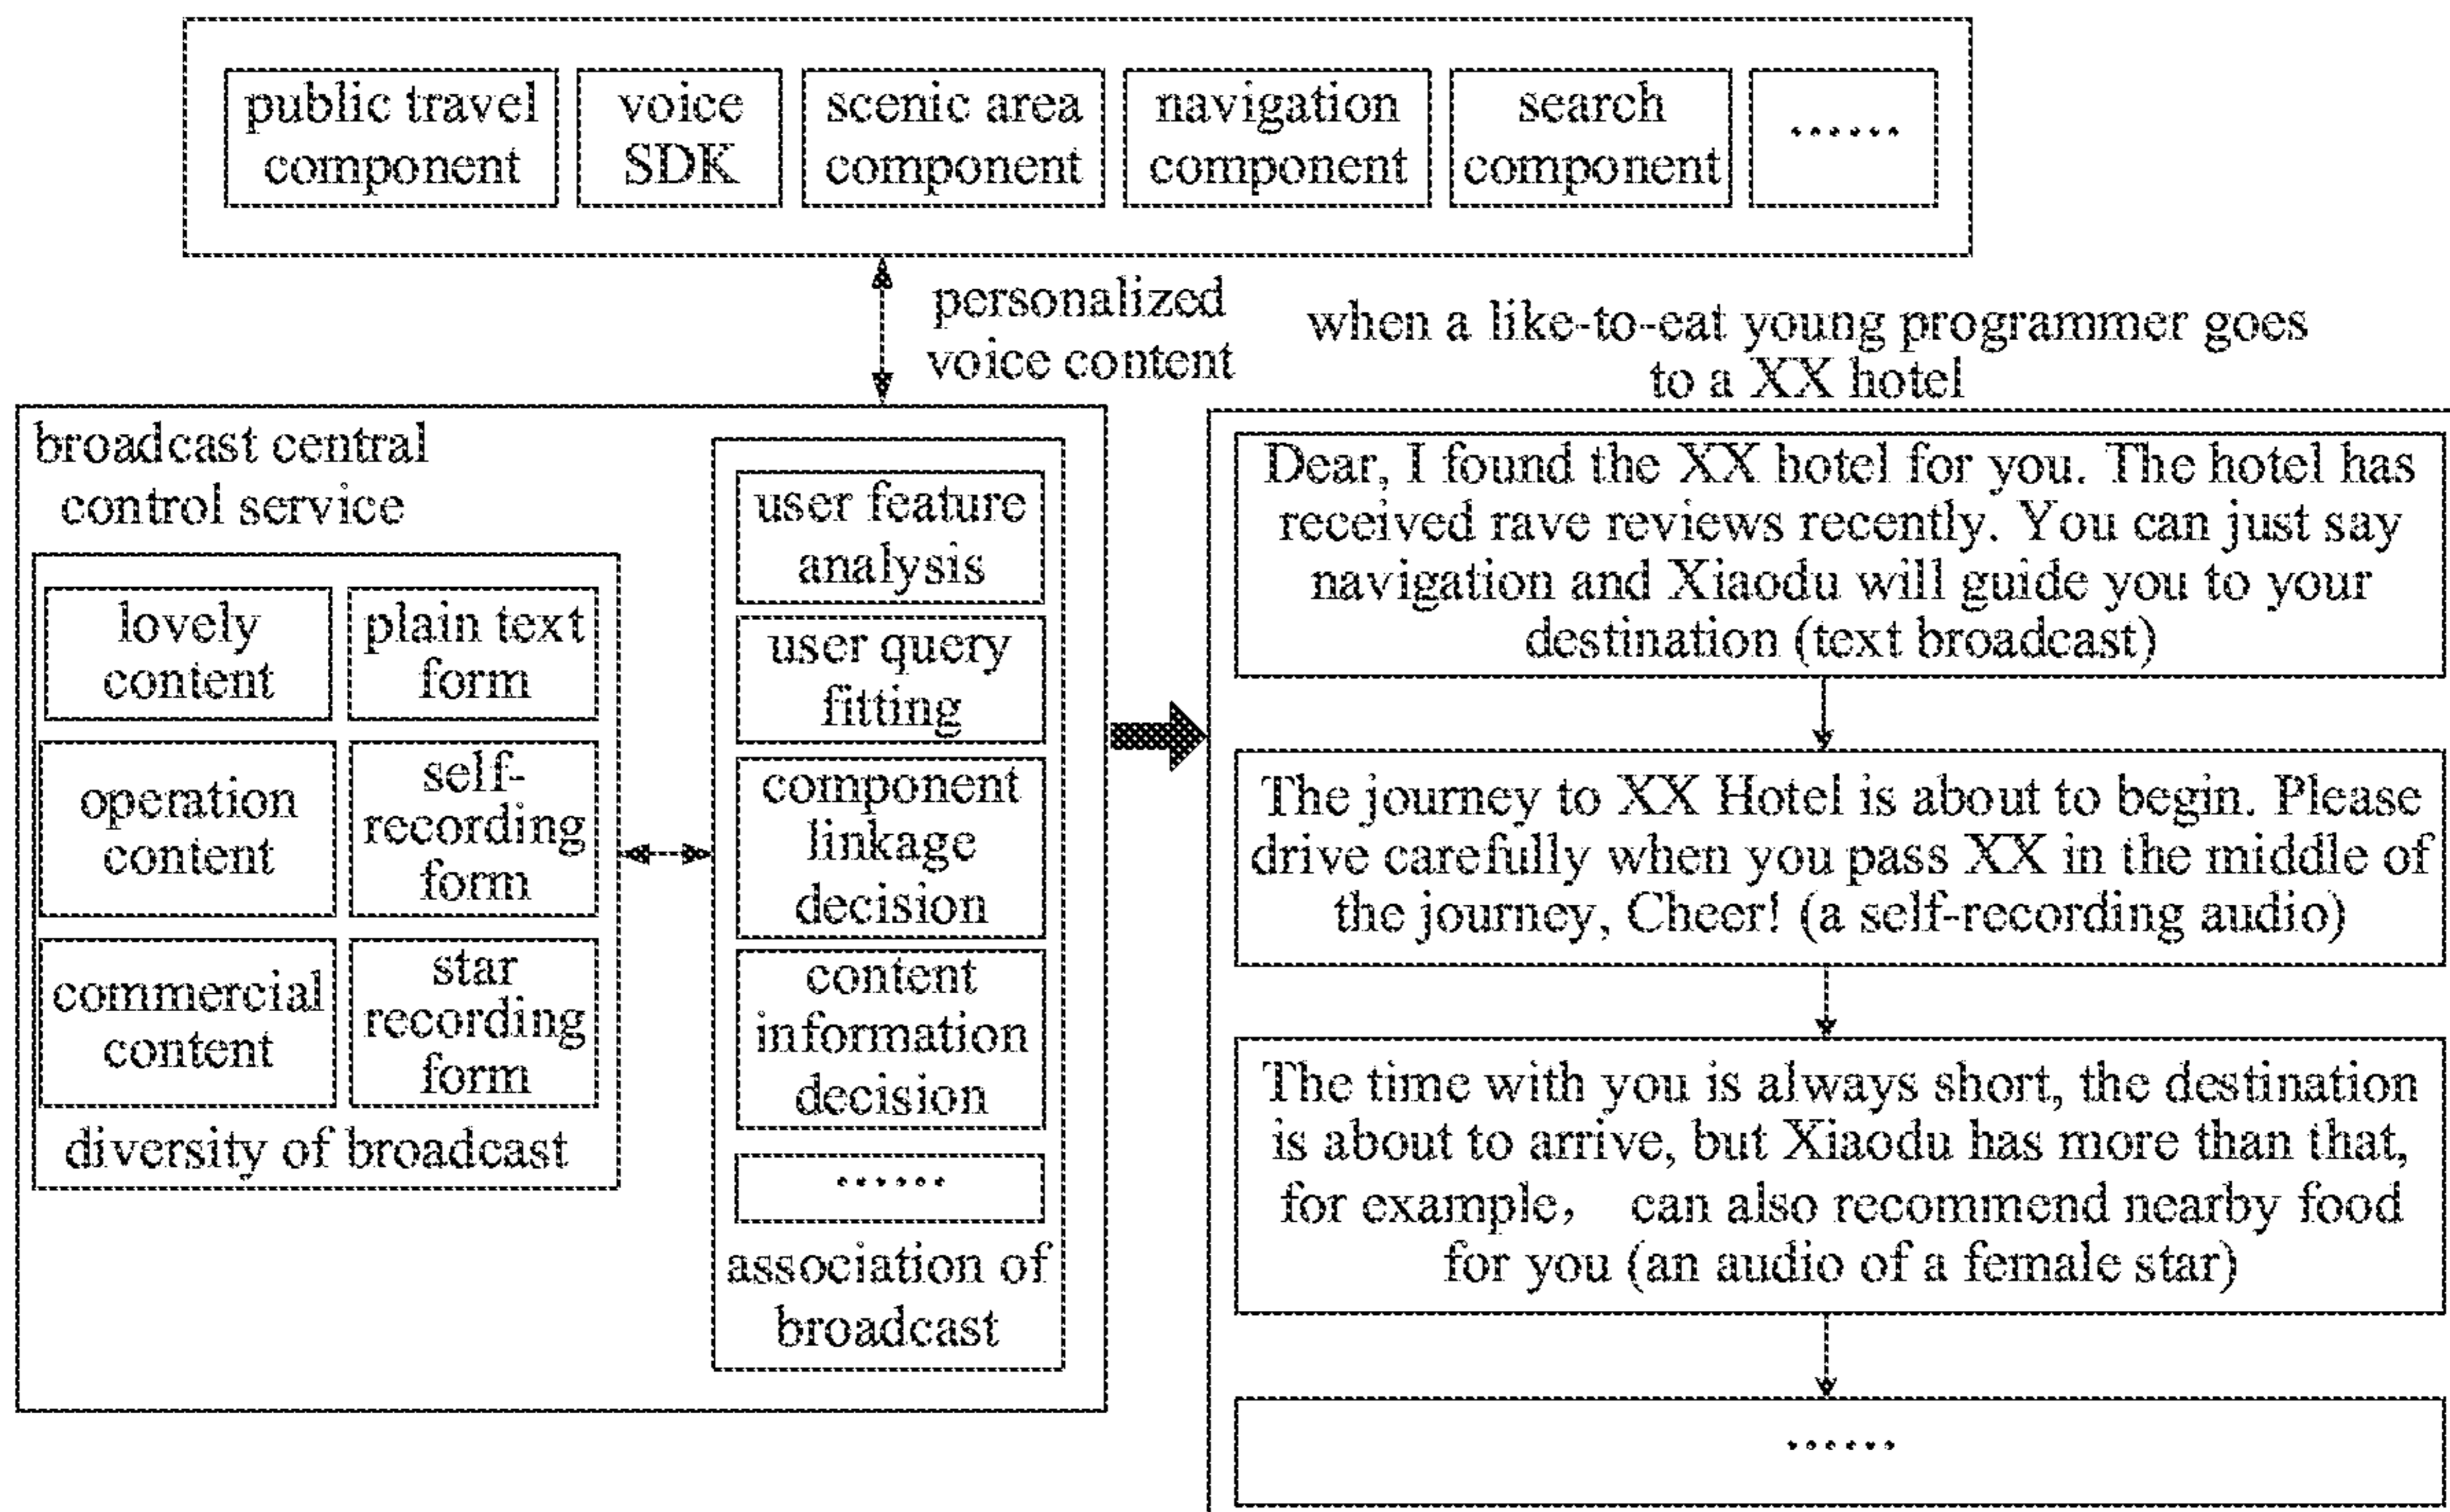 public travel
component
voice
SDK
scenic area
component
navigation
component
search
component
......
personalized
voice content
when a like-to-eat young programmer goes
to a XX hotel
broadcast central
control service
lovely
content
plain text
form
operation
content
self-
recording
form
commercial
content
star
recording
form
diversity of broadcast
user feature
analysis
user query
fitting
component
linkage
decision
content
information
decision
......
association of
broadcast
Dear, I found the XX hotel for you. The hotel has
received rave reviews recently. You can just say
navigation and Xiaodu will guide you to your
destination (text broadcast)
The journey to XX Hotel is about to begin. Please
drive carefully when you pass XX in the middle of
the journey, Cheer! (a self-recording audio)
The time with you is always short, the destination
is about to arrive, but Xiaodu has more than that,
for example， can also recommend nearby food
for you (an audio of a female star)
......